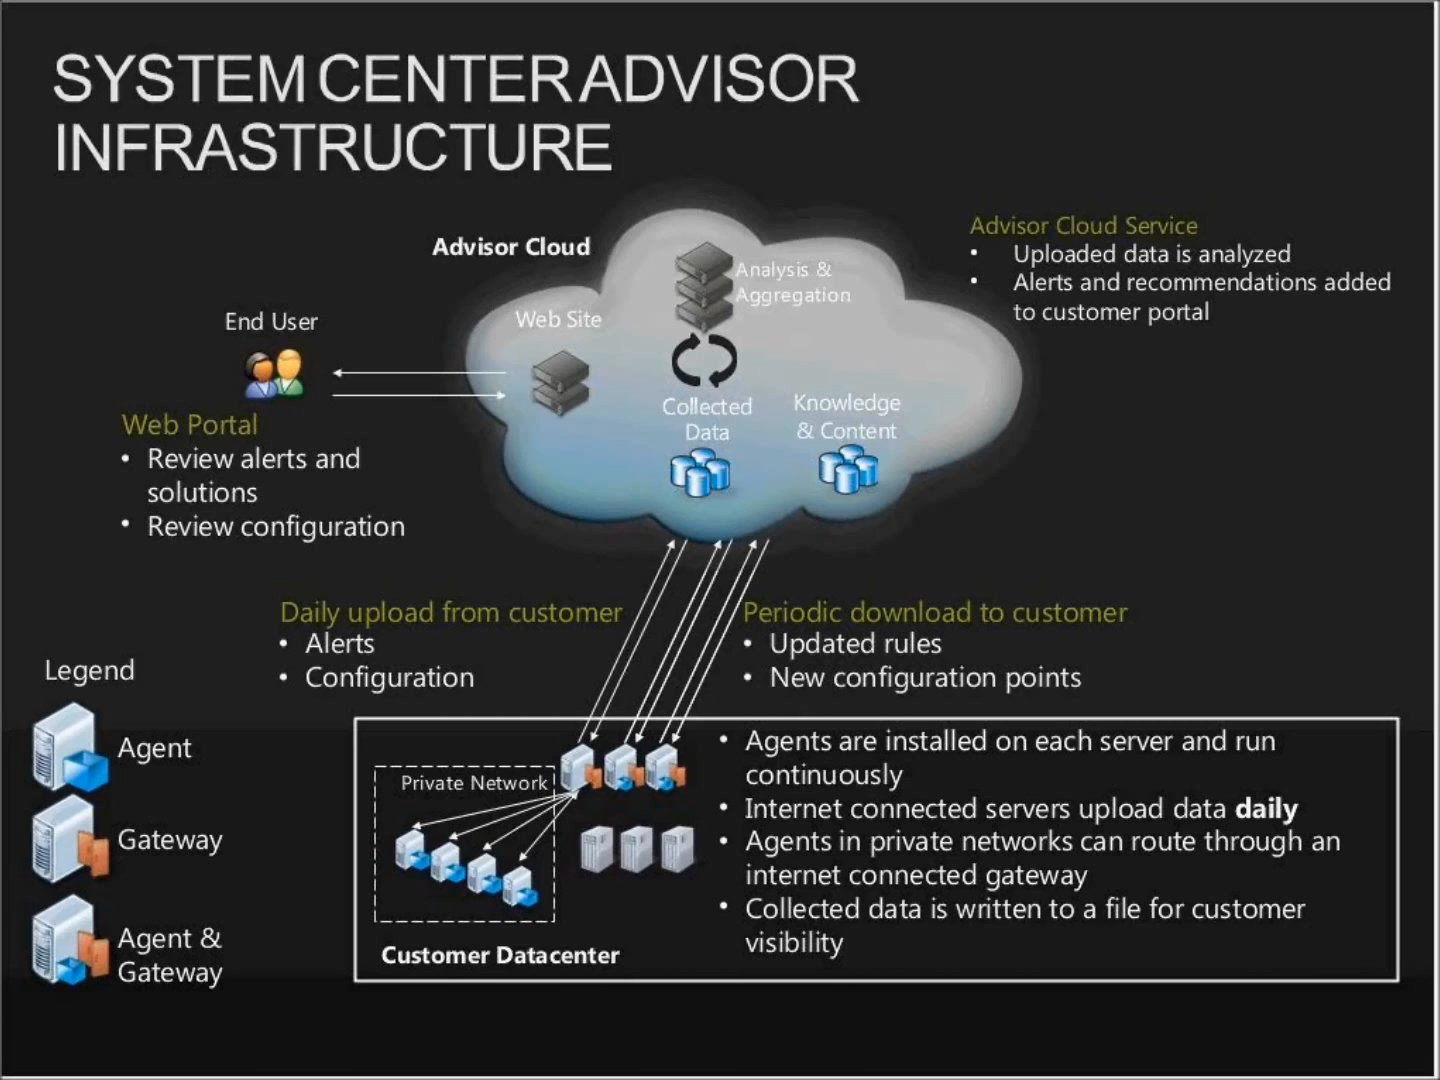 SYSTEM CENTER ADVISOR
INFRASTRUCTURE
Advisor Cloud
Analysis &
Aggregation
Web Site
Collected
Data
Knowledge
& Content
Advisor Cloud Service
• Uploaded data is analyzed
• Alerts and recommendations added
to customer portal
End User
Web Portal
• Review alerts and
solutions
• Review configuration
Daily upload from customer
• Alerts
• Configuration
Periodic download to customer
• Updated rules
• New configuration points
Legend
Agent
Gateway
Agent &
Gateway
Private Network
Customer Datacenter
• Agents are installed on each server and run
continuously
• Internet connected servers upload data daily
• Agents in private networks can route through an
internet connected gateway
• Collected data is written to a file for customer
visibility